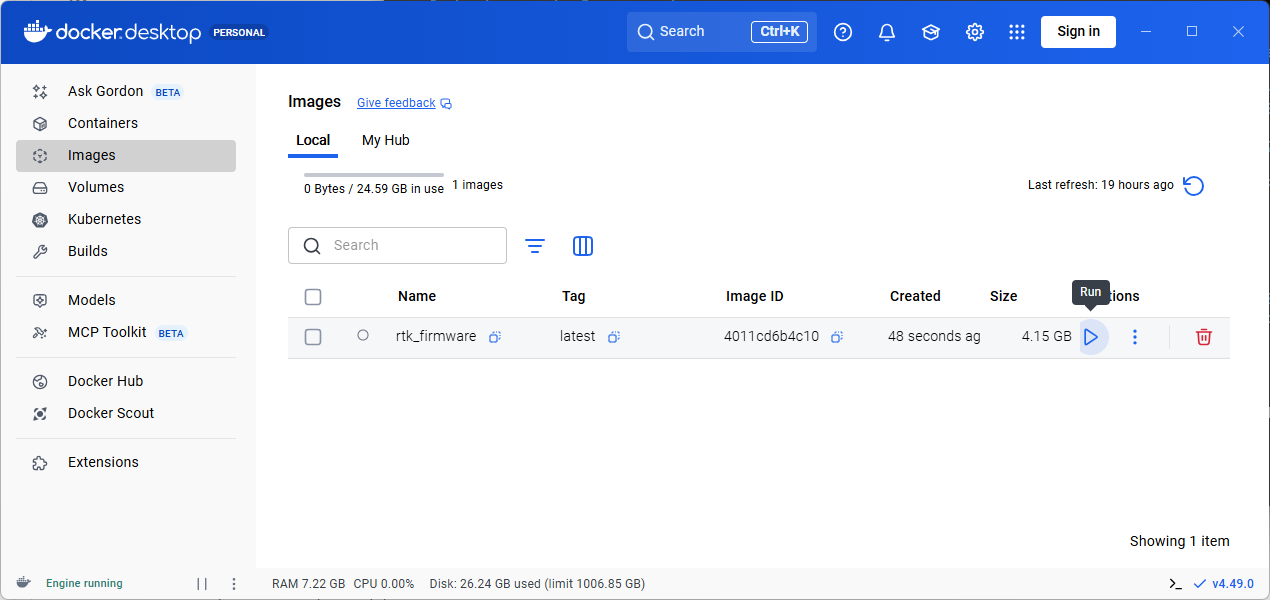 docker.desktop PERSONAL Search Ctrl+K Sign in
Ask Gordon BETA
Containers
Images
Volumes
Kubernetes
Builds
Models
MCP Toolkit BETA
Docker Hub
Docker Scout
Extensions
Images Give feedback
Local My Hub
0 Bytes / 24.59 GB in use 1 images Last refresh: 19 hours ago
Search
Name Tag Image ID Created Size tions
Run
rtk_firmware latest 4011cd6b4c10 48 seconds ag 4.15 GB
Showing 1 item
Engine running RAM 7.22 GB CPU 0.00% Disk: 26.24 GB used (limit 1006.85 GB) v4.49.0